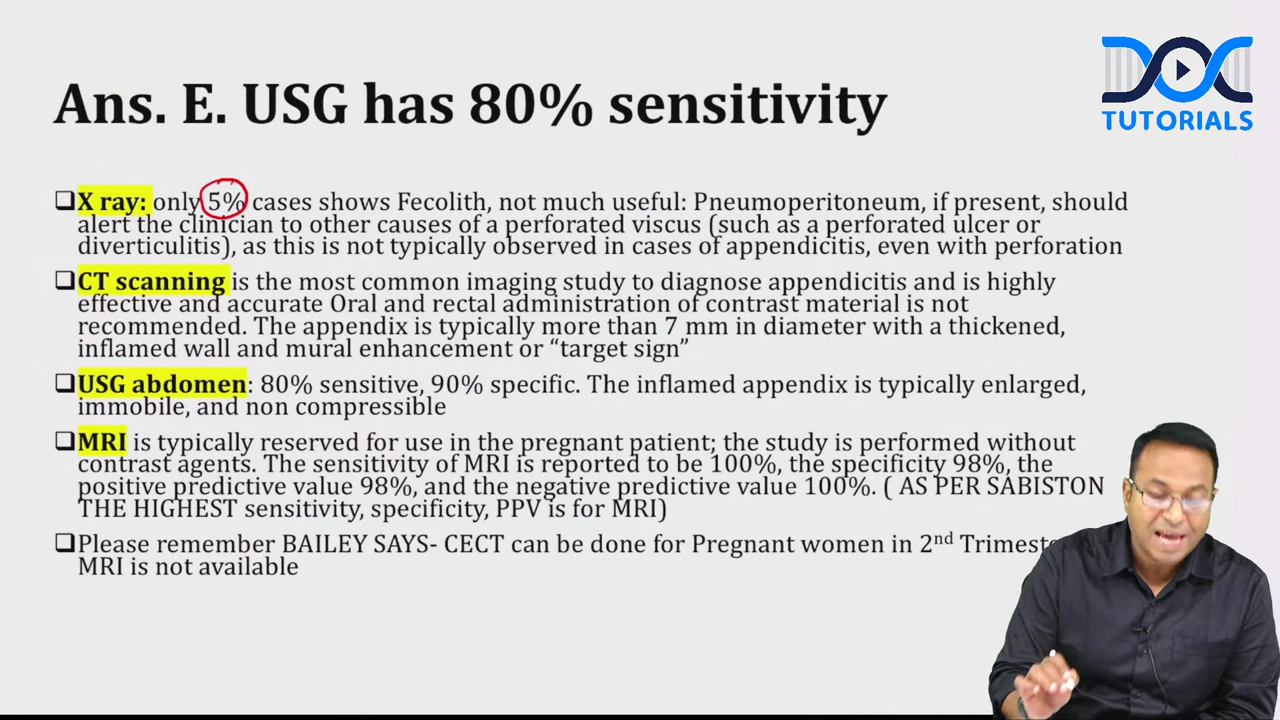 DOC
TUTORIALS
Ans. E. USG has 80% sensitivity
X ray: only 5% cases shows Fecolith, not much useful: Pneumoperitoneum, if present, should
alert the clinician to other causes of a perforated viscus (such as a perforated ulcer or
diverticulitis), as this is not typically observed in cases of appendicitis, even with perforation
CT scanning is the most common imaging study to diagnose appendicitis and is highly
effective and accurate Oral and rectal administration of contrast material is not
recommended. The appendix is typically more than 7 mm in diameter with a thickened,
inflamed wall and mural enhancement or “target sign”
USG abdomen: 80% sensitive, 90% specific. The inflamed appendix is typically enlarged,
immobile, and non compressible
MRI is typically reserved for use in the pregnant patient; the study is performed without
contrast agents. The sensitivity of MRI is reported to be 100%, the specificity 98%, the
positive predictive value 98%, and the negative predictive value 100%. ( AS PER SABISTON
THE HIGHEST sensitivity, specificity, PPV is for MRI)
Please remember BAILEY SAYS- CECT can be done for Pregnant women in 2nd
MRI is not available